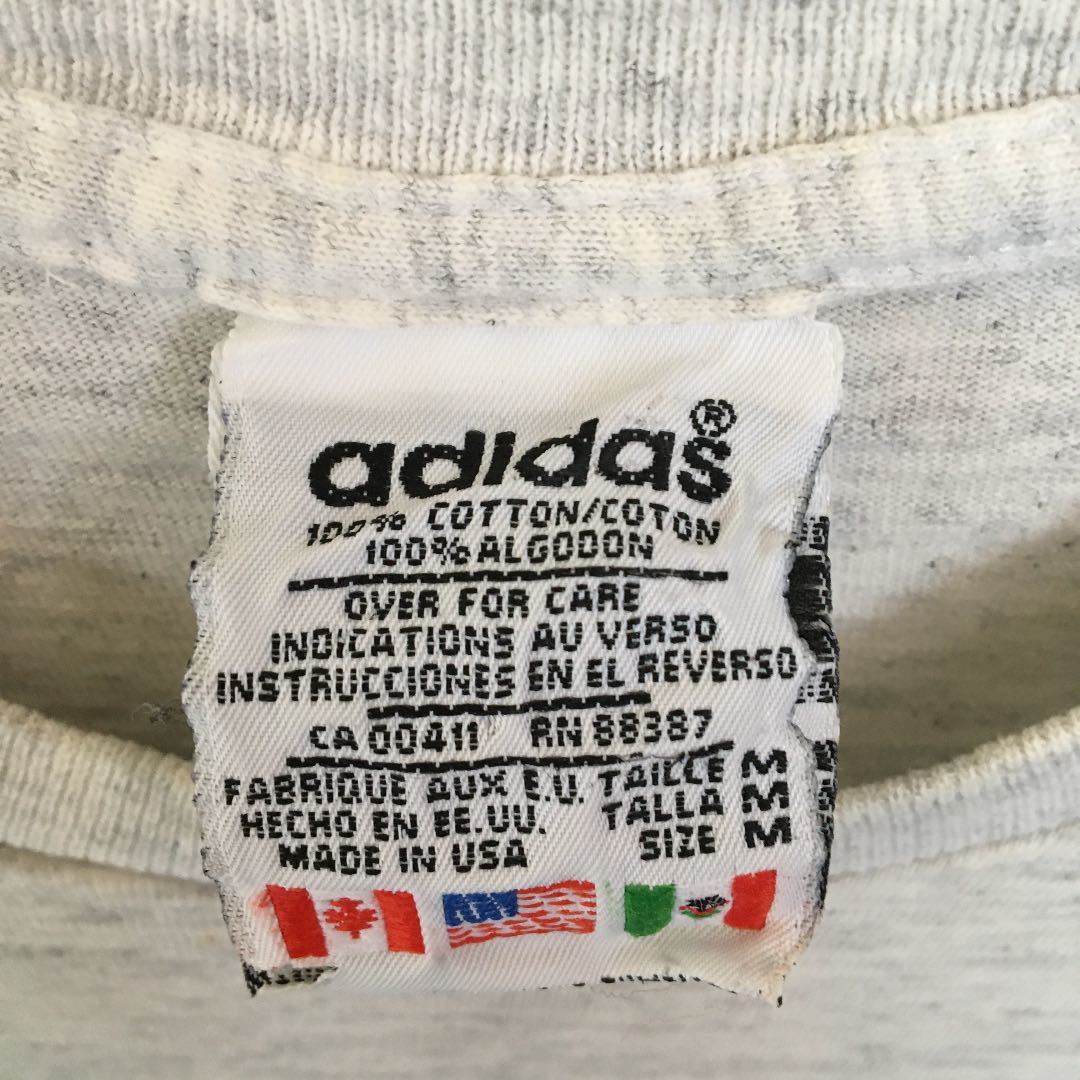 adidas®
100% COTTON/COTON
100% ALGODON
OVER FOR CARE
INDICATIONS AU VERSO
INSTRUCCIONES EN EL REVERSO
CA 00411 RN 88387
FABRIQUE AUX E.U. TAILLE M
HECHO EN EE.UU. TALLA M
MADE IN USA SIZE M